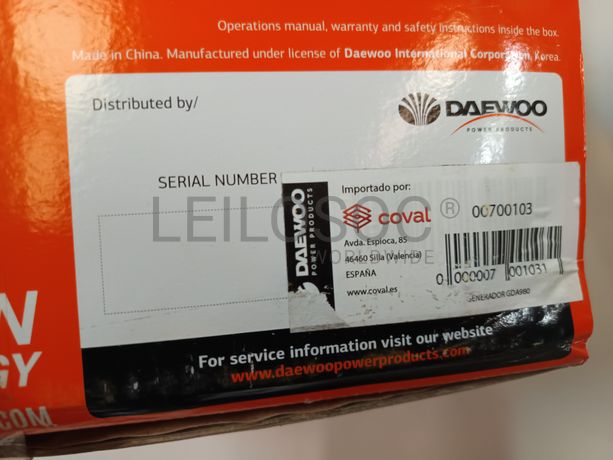 Operations manual, warranty and safety instructions inside the box.
Made in China. Manufactured under license of Daewoo International Corporation, Korea.
Distributed by/
DAEWOO
POWER PRODUCTS
SERIAL NUMBER
DAEWOO
POWER PRODUCTS
Importado por:
coval
Avda. Espioca, 85
46460 Silla (Valencia)
ESPAÑA
www.coval.es
00700103
0 000007 001031
GENERADOR GDA980
LEILOSOC®
WORLDWIDE
For service information visit our website
www.daewoopowerproducts.com
N
GY
.COM